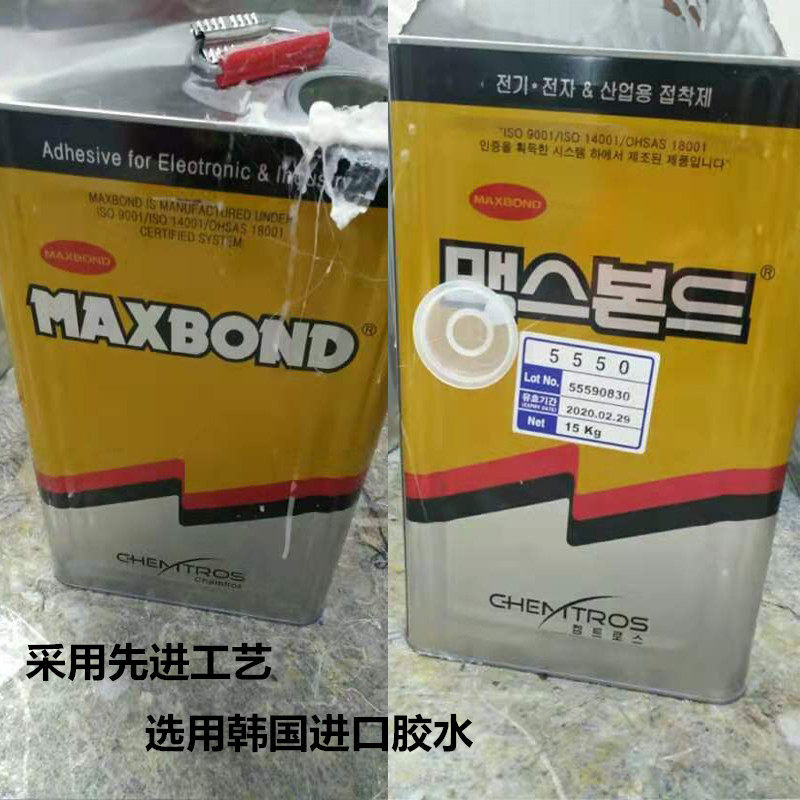 Adhesive for Eleotronic & Industry
MAXBOND IS MANUFACTURED UNDER
ISO 9001/ISO 14001/OHSAS 18001
CERTIFIED SYSTEM
MAXBOND
MAXBOND®
CHEMTROS
Chemtros
전기·전자 & 산업용 접착제
"ISO 9001/ISO 14001/OHSAS 18001
인증을 획득한 시스템 하에서 제조된 제품입니다"
MAXBOND
맥스본드®
5550
Lot No. 55590830
유효기간 (EXPIRY DATE) 2020.02.29
Net 15 Kg
CHEMTROS
켐트로스
采用先进工艺
选用韩国进口胶水